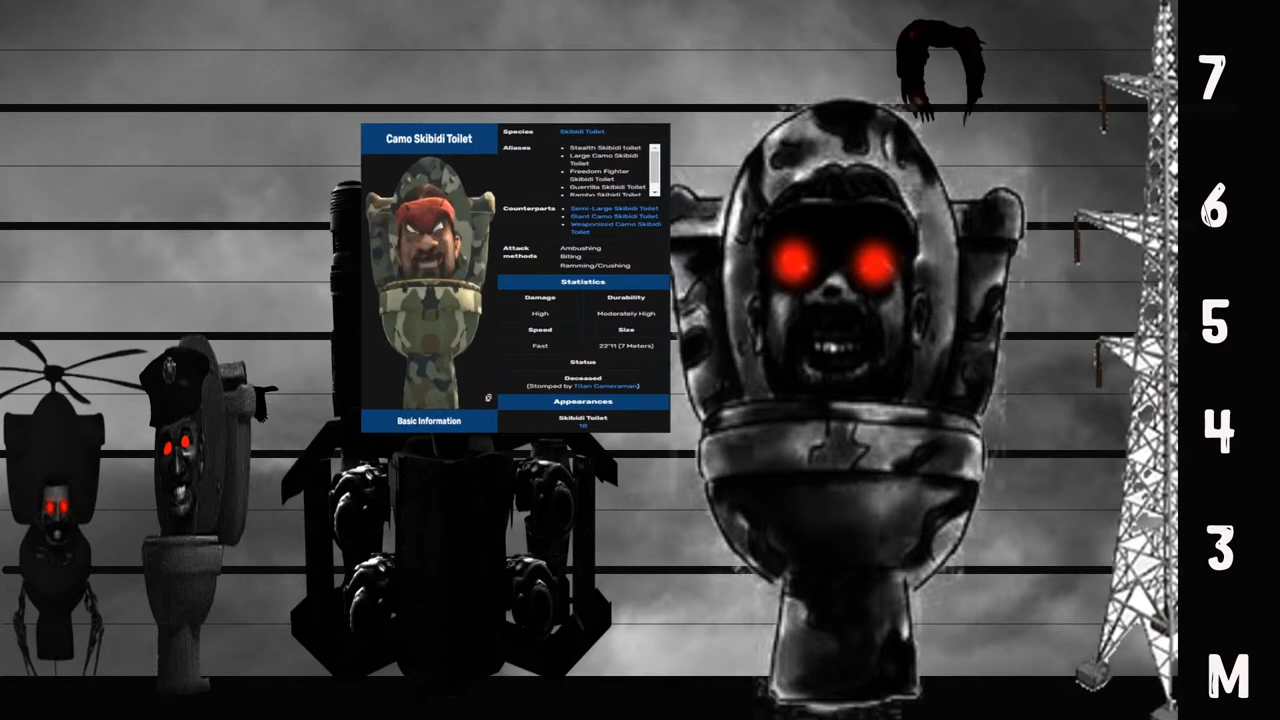 Camo Skibidi Toilet
Basic Information
Species Skibidi Toilet
Aliases
Stealth Skibidi toilet
Large Camo Skibidi
Toilet
Freedom Fighter
Skibidi Toilet
Guerrilla Skibidi Toilet
Rambo Skibidi Toilet
Counterparts
Semi-Large Skibidi Toilet
Giant Camo Skibidi Toilet
Weaponized Camo Skibidi
Toilet
Attack
methods
Ambushing
Biting
Ramming/Crushing
Statistics
Damage Durability
High Moderately High
Speed Size
Fast 22"11 (7 Meters)
Status
Deceased
(Stomped by Titan Cameraman)
Appearances
Skibidi Toilet
7
6
5
4
3
M